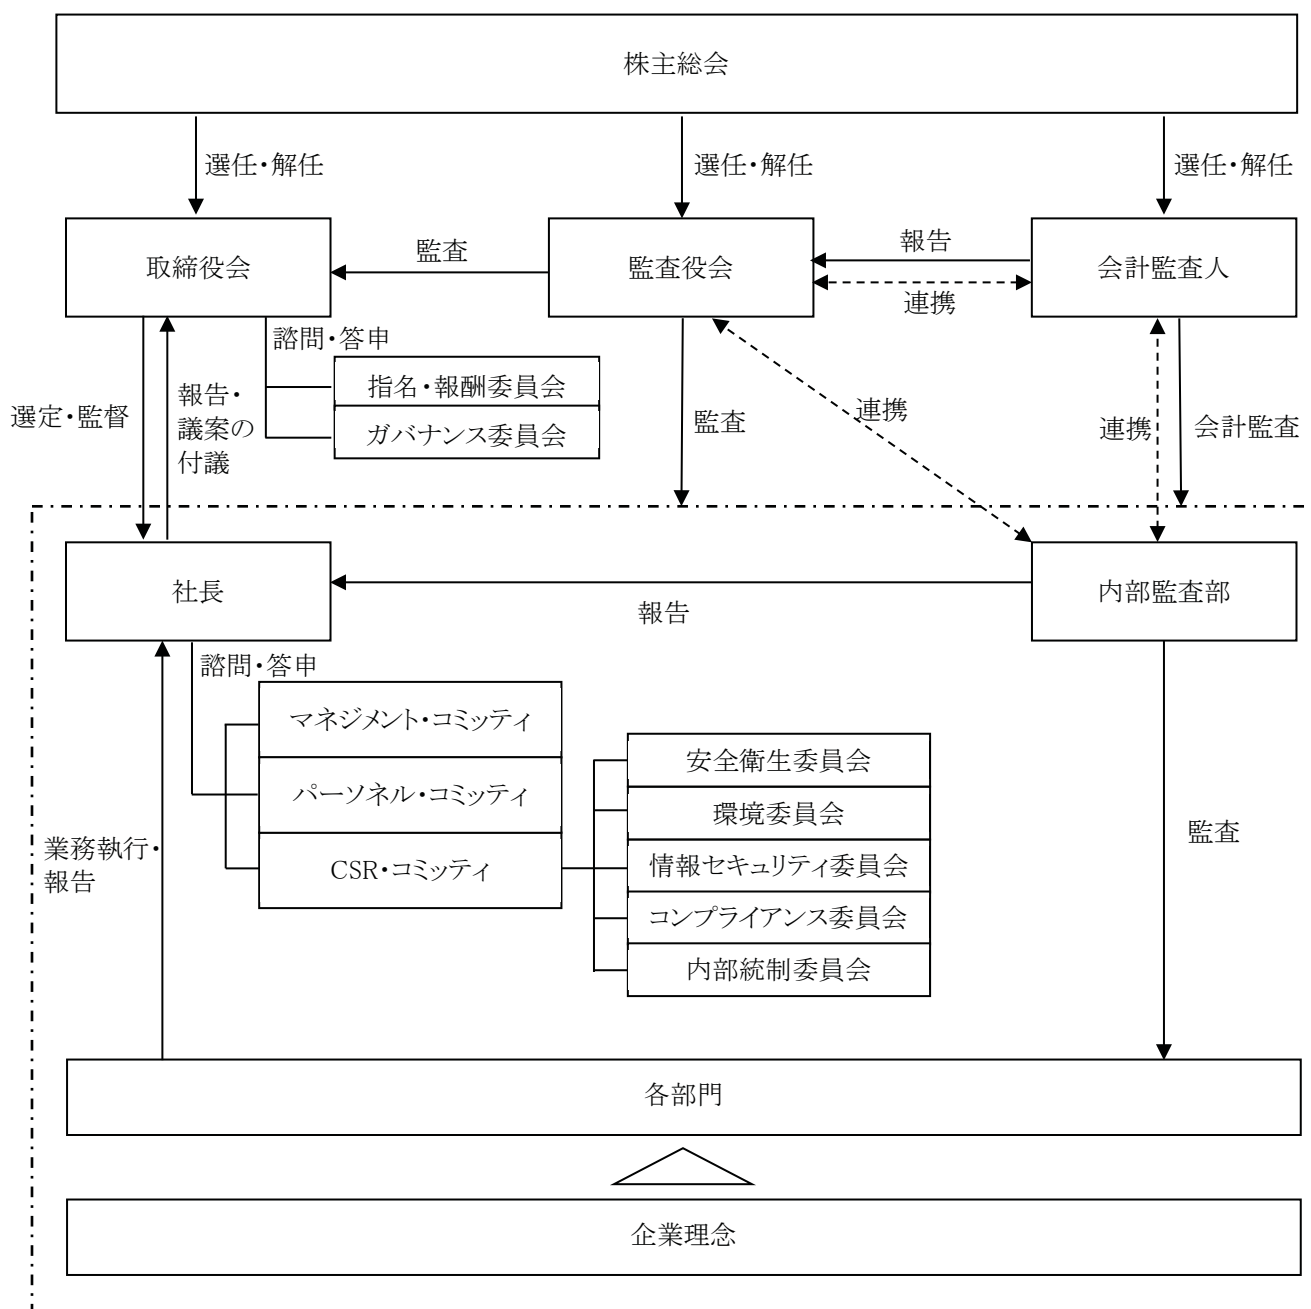 株主総会
選任・解任
選任・解任
選任・解任
取締役会
監査
監査役会
報告
連携
会計監査人
諮問・答申
指名・報酬委員会
ガバナンス委員会
選定・監督
報告・
議案の
付議
監査
連携
連携
会計監査
社長
報告
内部監査部
諮問・答申
マネジメント・コミッティ
パーソネル・コミッティ
CSR・コミッティ
安全衛生委員会
環境委員会
情報セキュリティ委員会
コンプライアンス委員会
内部統制委員会
業務執行・
報告
監査
各部門
企業理念